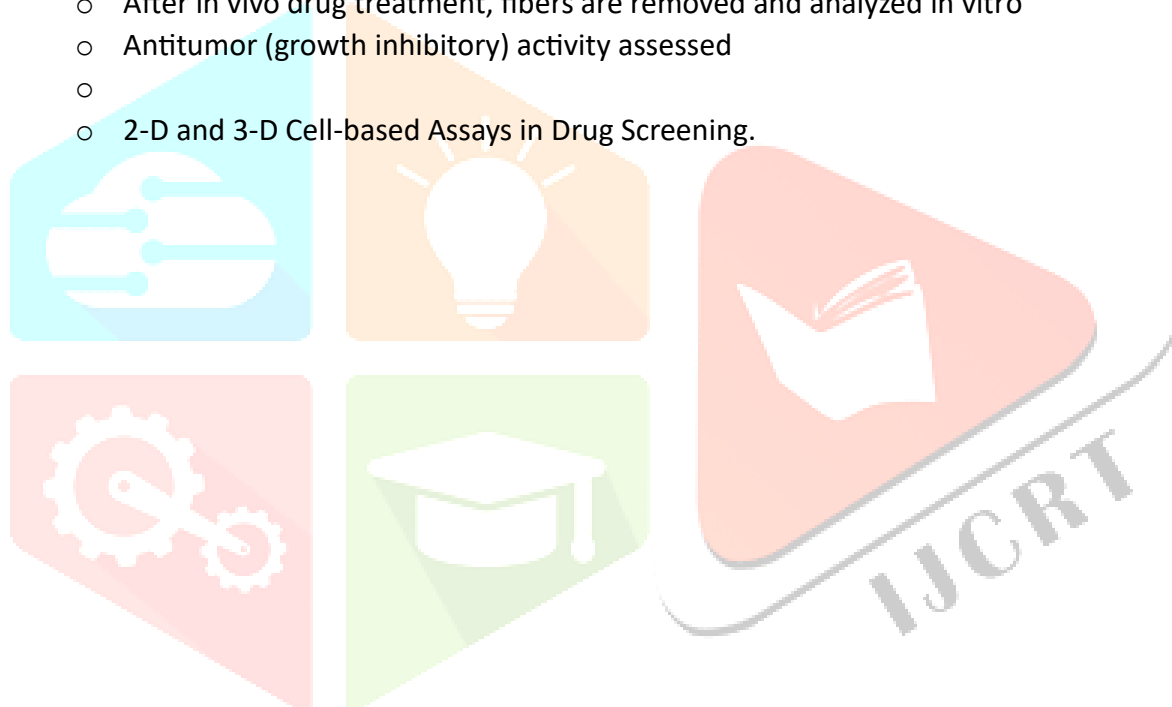 o After in vivo drug treatment, fibers are removed and analyzed in vitro
o Antitumor (growth inhibitory) activity assessed
o
o 2-D and 3-D Cell-based Assays in Drug Screening.
IJCRT